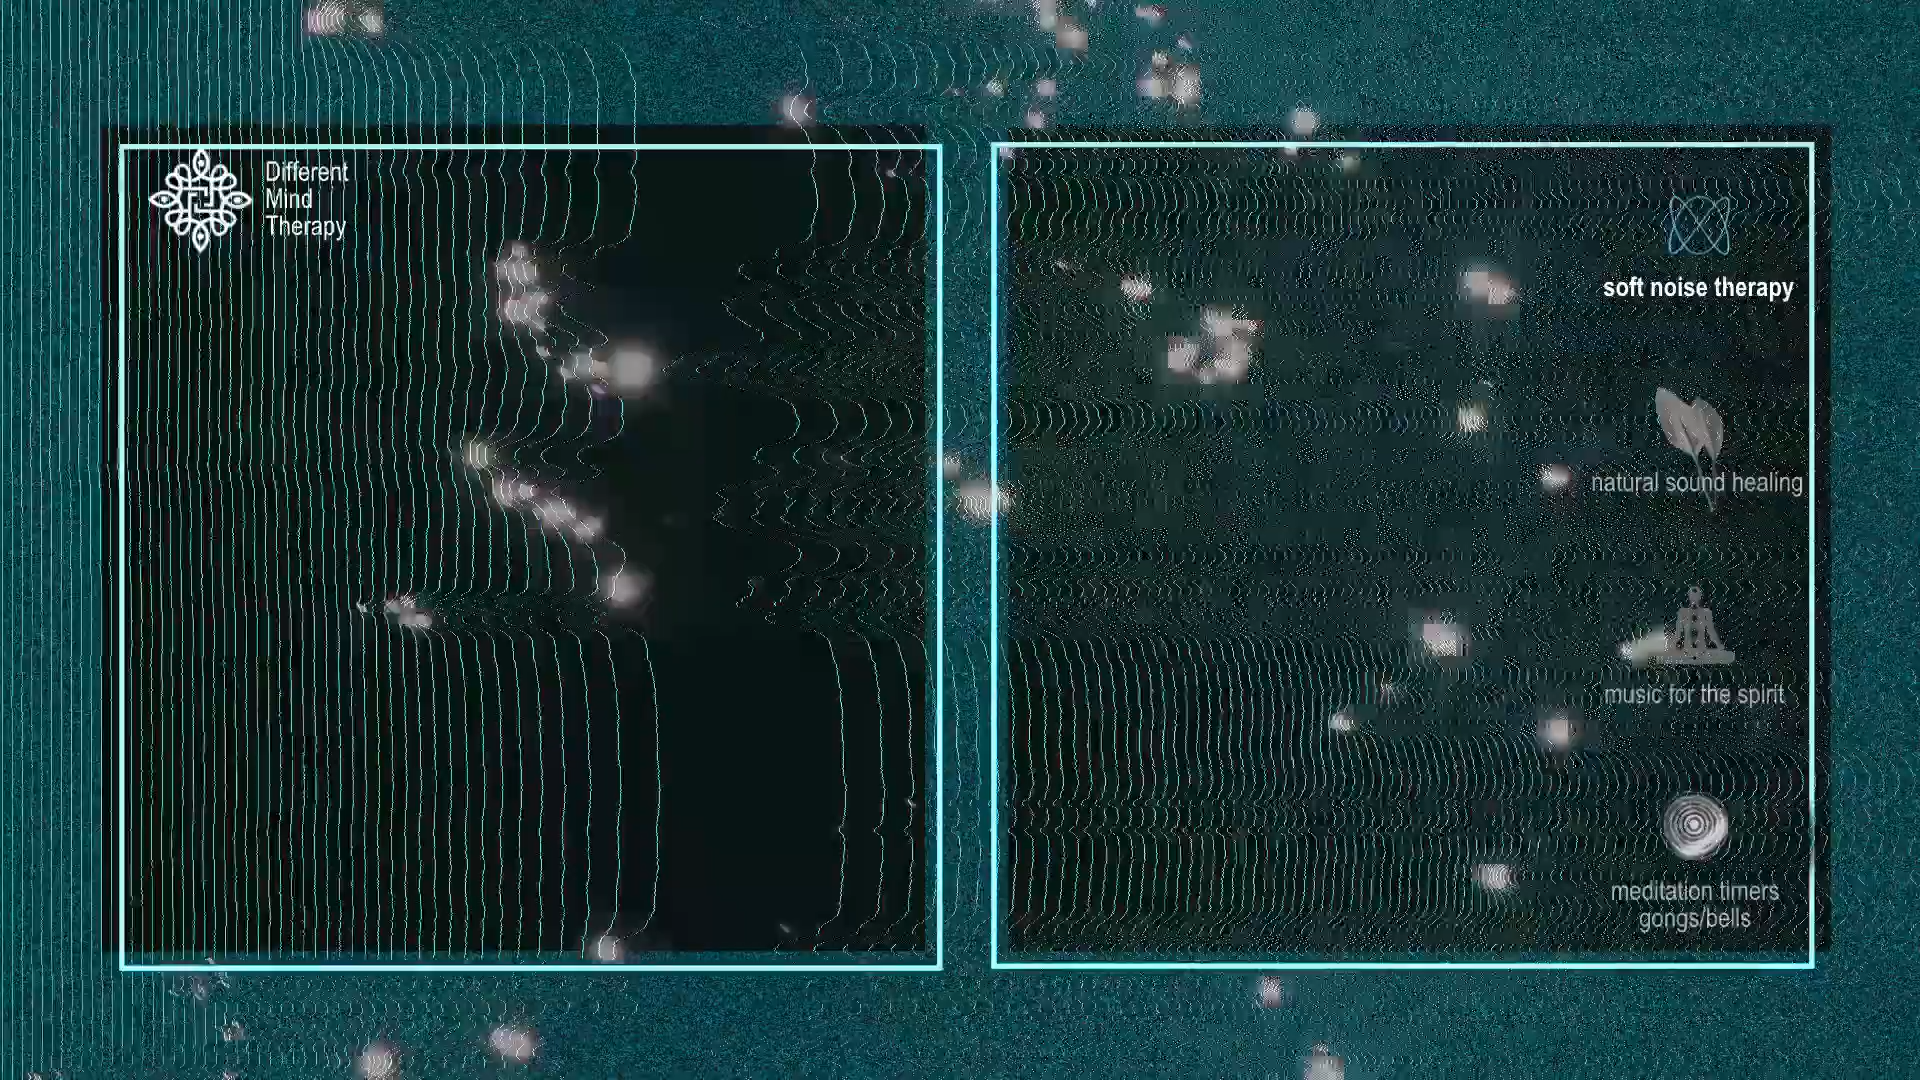 Different
Mind
Therapy
soft noise therapy
natural sound healing
music for the spirit
meditation timers
gongs/bells